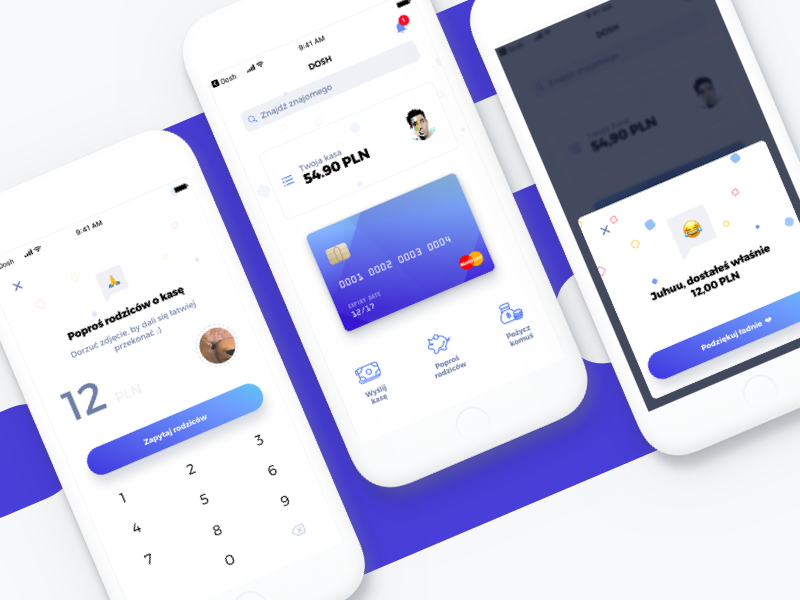 Dosh
9:41 AM
Poproś rodziców o kasę
Dorzuć zdjęcie, by dali się łatwiej
przekonać ;)
12 PLN
Zapytaj rodziców
1 2 3
4 5 6
7 8 9
0
Dosh
9:41 AM
1
DOSH
Znajdź znajomego
Twoja kasa
54.90 PLN
0001 0002 0003 0004
EXPIRY DATE
12/17
MasterCard
Wyślij
kasę
Poproś
rodziców
Pożycz
komuś
Dosh
9:41 AM
DOSH
Znajdź znajomego
Twoja kasa
54,90 PLN
Juhuu, dostałeś właśnie
12,00 PLN
Podziękuj ładnie ❤